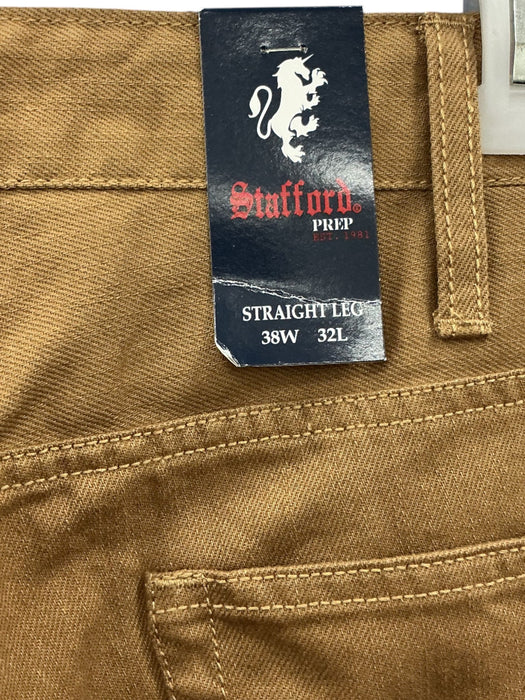 Stafford®
PREP
EST. 1981
STRAIGHT LEG
38W 32L